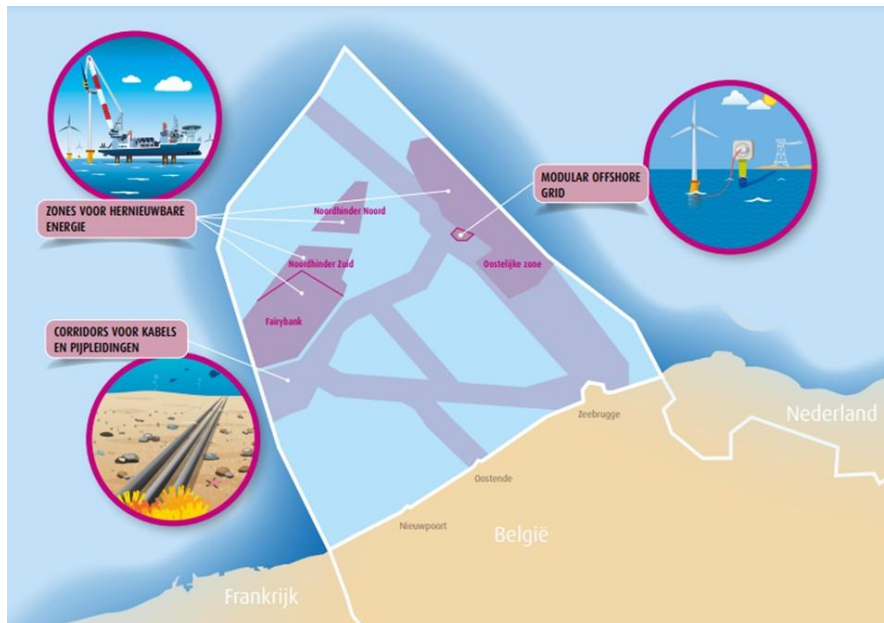 ZONES VOOR HERNIEUWBARE
ENERGIE
Noordhinder Noord
MODULAR OFFSHORE
GRID
Noordhinder Zuid
Oostelijke zone
Fairybank
CORRIDORS VOOR KABELS
EN PIJPLEIDINGEN
Zeebrugge
Nederland
Oostende
Nieuwpoort
België
Frankrijk